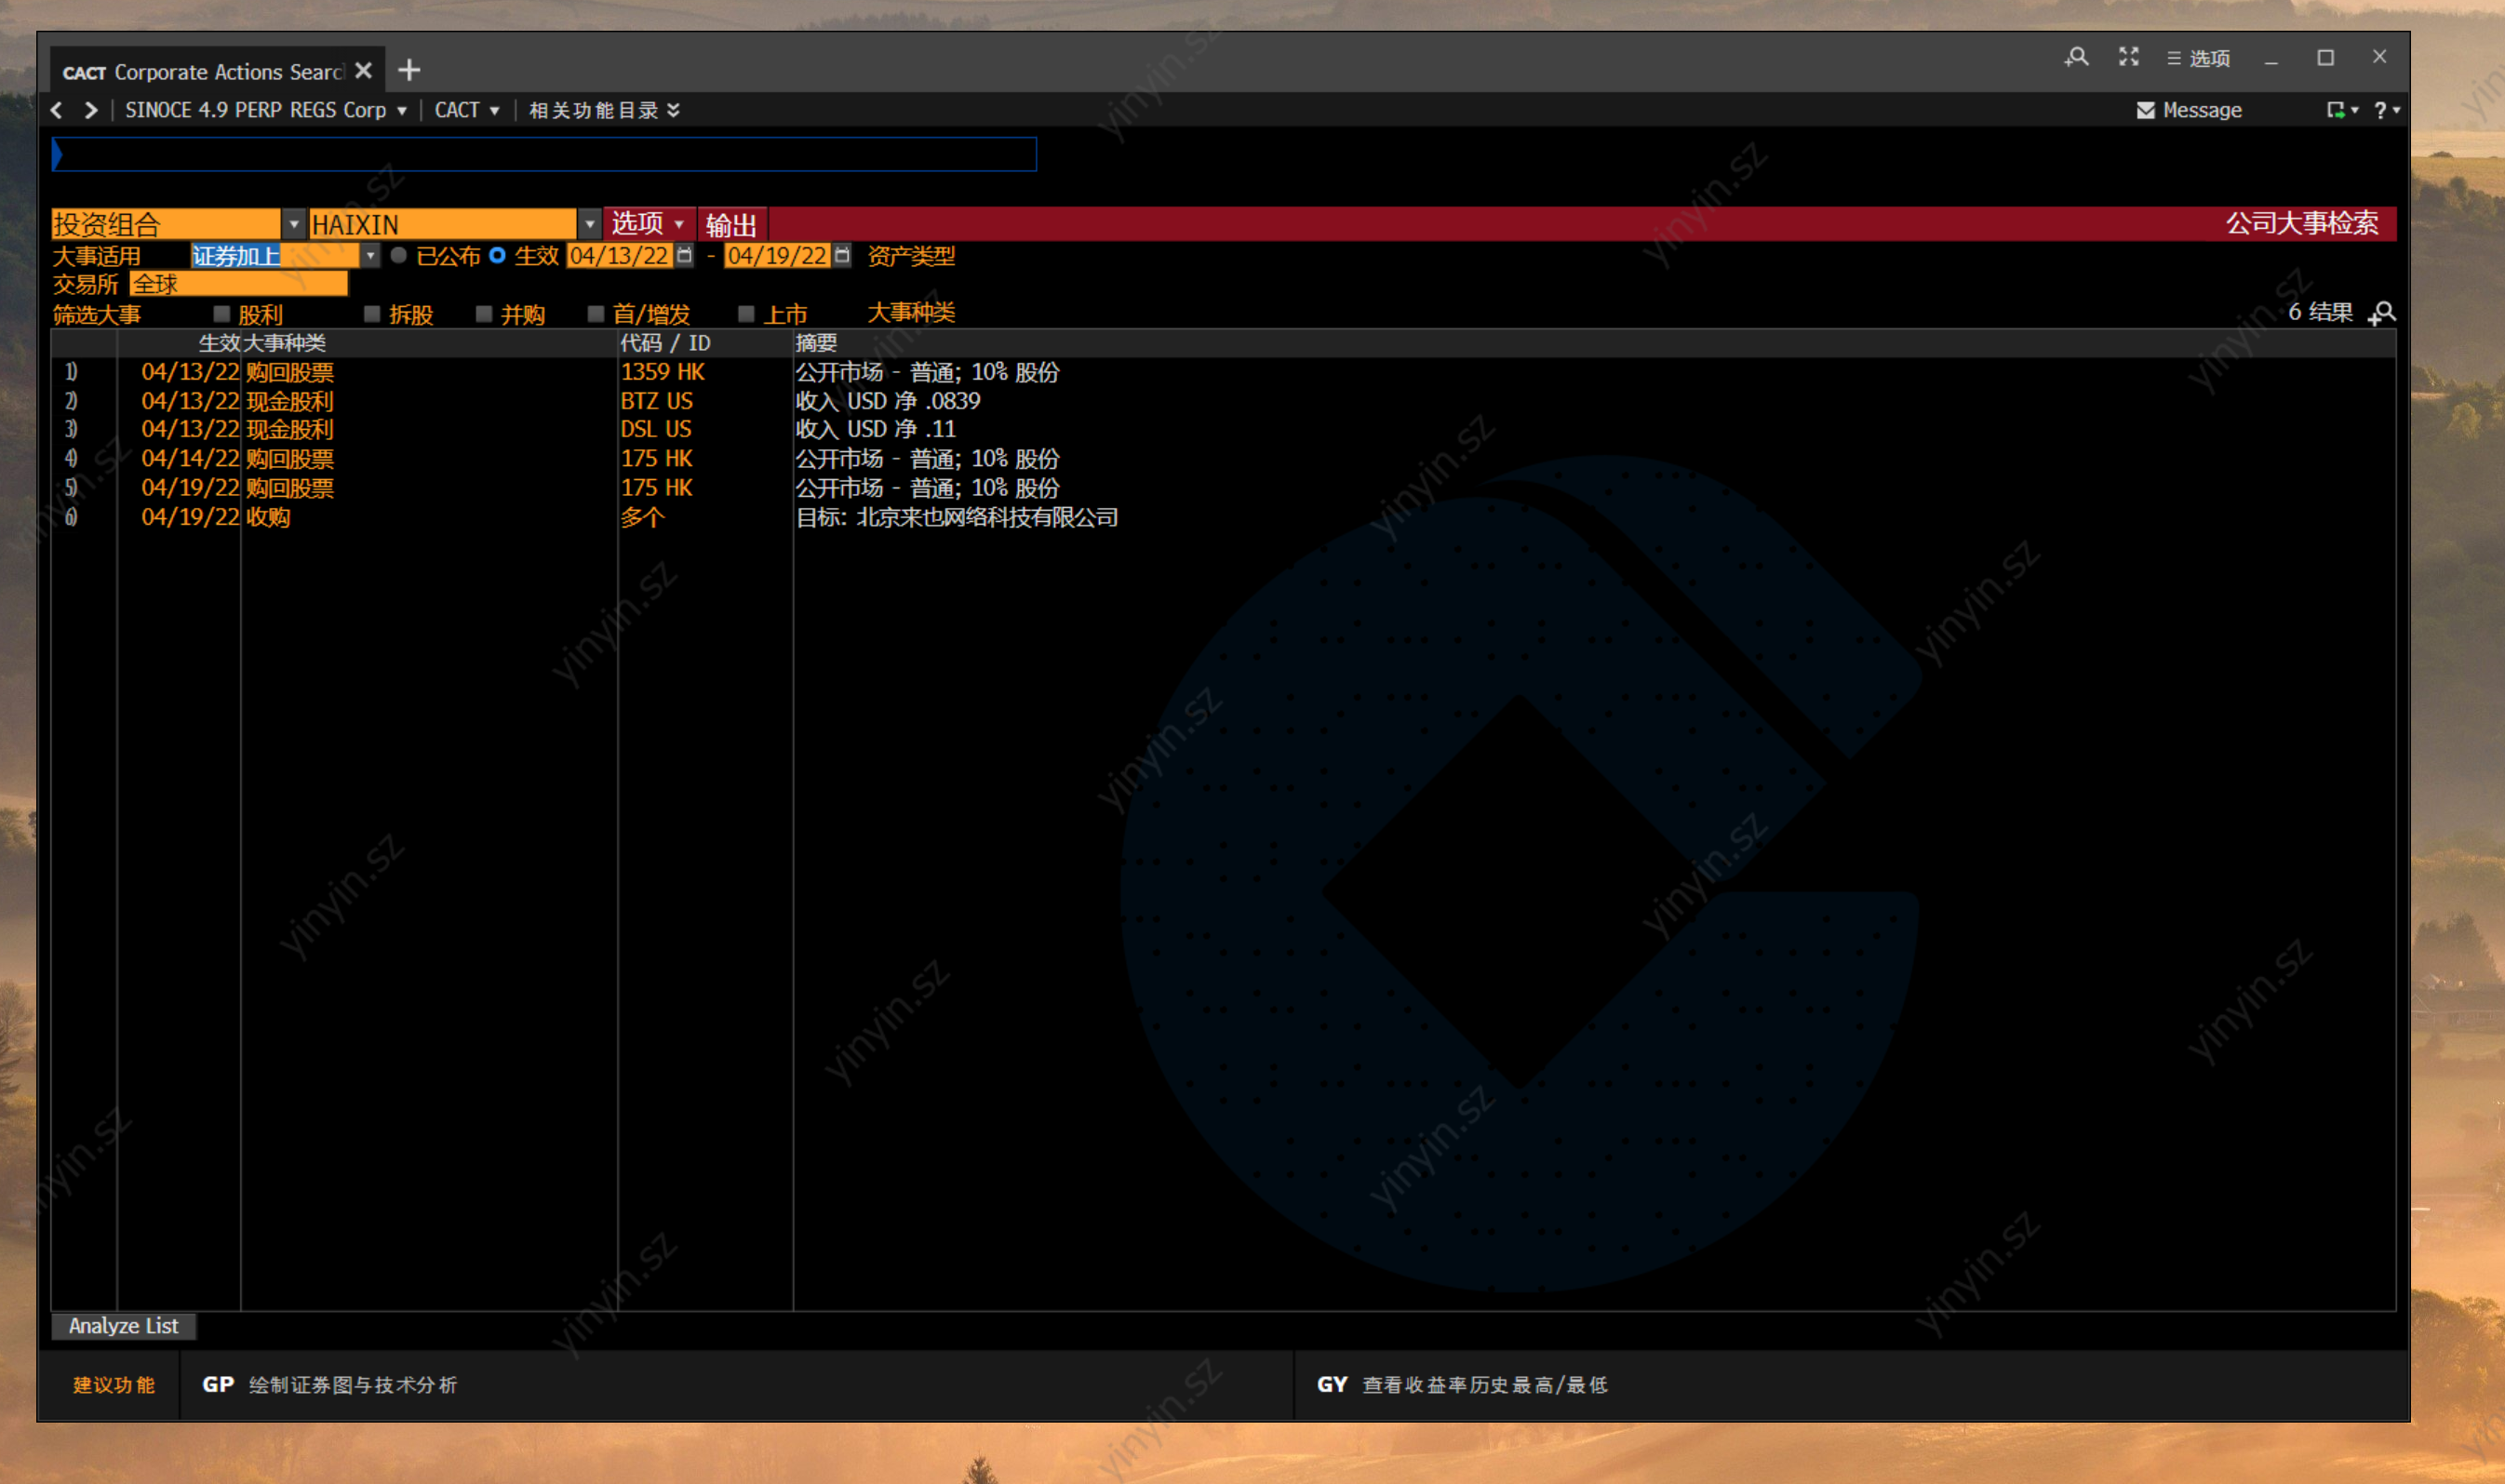 CACT Corporate Actions Searc
选项
SINOCE 4.9 PERP REGS Corp CACT 相关功能目录 Message ?
投资组合 HAIXIN 选项 输出 公司大事检索
大事适用 证券加上 已公布 生效 04/13/22 - 04/19/22 资产类型
交易所 全球
筛选大事 股利 拆股 并购 首/增发 上市 大事种类 6 结果
生效 大事种类 代码 / ID 摘要
1) 04/13/22 购回股票 1359 HK 公开市场 - 普通; 10% 股份
2) 04/13/22 现金股利 BTZ US 收入 USD 净 .0839
3) 04/13/22 现金股利 DSL US 收入 USD 净 .11
4) 04/14/22 购回股票 175 HK 公开市场 - 普通; 10% 股份
5) 04/19/22 购回股票 175 HK 公开市场 - 普通; 10% 股份
6) 04/19/22 收购 多个 目标: 北京来也网络科技有限公司
Analyze List
建议功能 GP 绘制证券图与技术分析 GY 查看收益率历史最高/最低
yinyin.sz